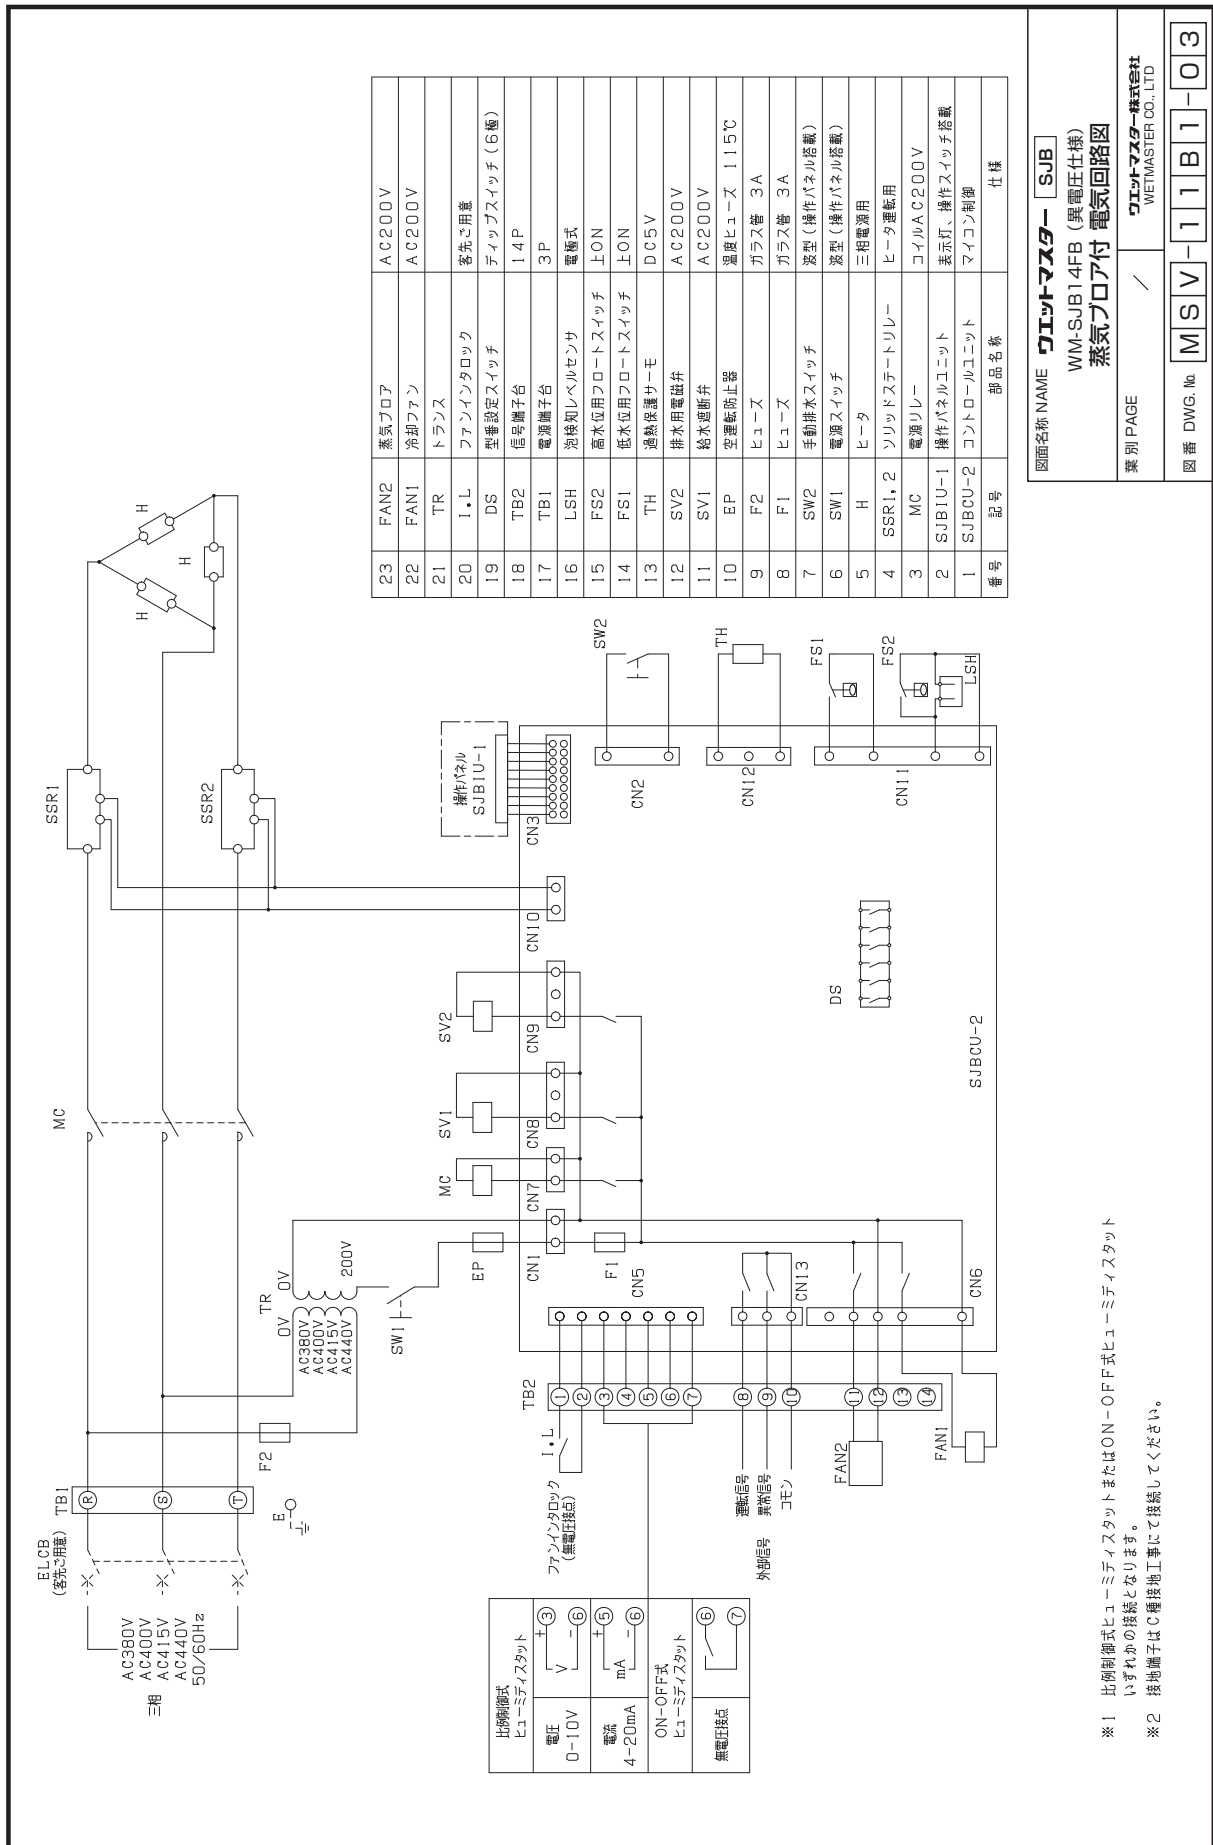 ELCB
(客先ご用意)
三相
AC380V
AC400V
AC415V
AC440V
50/60Hz
TB1
R
S
T
E
F2
TR
0V
AC380V
AC400V
AC415V
AC440V
0V
200V
SW1
MC
SSR1
SSR2
H
H
H
EP
MC
SV1
SV2
CN1
CN7
CN8
CN9
CN10
CN3
操作パネル
SJBIU-1
F1
CN5
CN13
CN6
CN2
CN12
CN11
SW2
TH
FS1
FS2
LSH
DS
SJBCU-2
TB2
1
2
3
4
5
6
7
8
9
10
11
12
13
14
I.L
ファンインタロック
(無電圧接点)
外部信号
運転信号
異常信号
コモン
FAN2
FAN1
比例制御式
ヒューミディスタット
電圧
0-10V
V
+
-
3
6
電流
4-20mA
mA
+
-
5
6
ON-OFF式
ヒューミディスタット
無電圧接点
6
7
※1 比例制御式ヒューミディスタットまたはON-OFF式ヒューミディスタット
いずれかの接続となります。
※2 接地端子はC種接地工事にて接続してください。
23 FAN2 蒸気ブロア AC200V
22 FAN1 冷却ファン AC200V
21 TR トランス
20 I.L ファンインタロック 客先ご用意
19 DS 型番設定スイッチ ディップスイッチ(6極)
18 TB2 信号端子台 14P
17 TB1 電源端子台 3P
16 LSH 泡検知レベルセンサ 電極式
15 FS2 高水位用フロートスイッチ 上ON
14 FS1 低水位用フロートスイッチ 上ON
13 TH 過熱保護サーモ DC5V
12 SV2 排水用電磁弁 AC200V
11 SV1 給水遮断弁 AC200V
10 EP 空運転防止器 温度ヒューズ 115℃
9 F2 ヒューズ ガラス管 3A
8 F1 ヒューズ ガラス管 3A
7 SW2 手動排水スイッチ 波型(操作パネル搭載)
6 SW1 電源スイッチ 波型(操作パネル搭載)
5 H ヒータ 三相電源用
4 SSR1,2 ソリッドステートリレー ヒータ運転用
3 MC 電源リレー コイルAC200V
2 SJBIU-1 操作パネルユニット 表示灯、操作スイッチ搭載
1 SJBCU-2 コントロールユニット マイコン制御
番号 記号 部品名称 仕様
図面名称 NAME ウエットマスター SJB
WM-SJB14FB(異電圧仕様)
蒸気ブロア付 電気回路図
葉別 PAGE /
ウエットマスター株式会社
WETMASTER CO., LTD
図番 DWG. № MSV-11B1-03